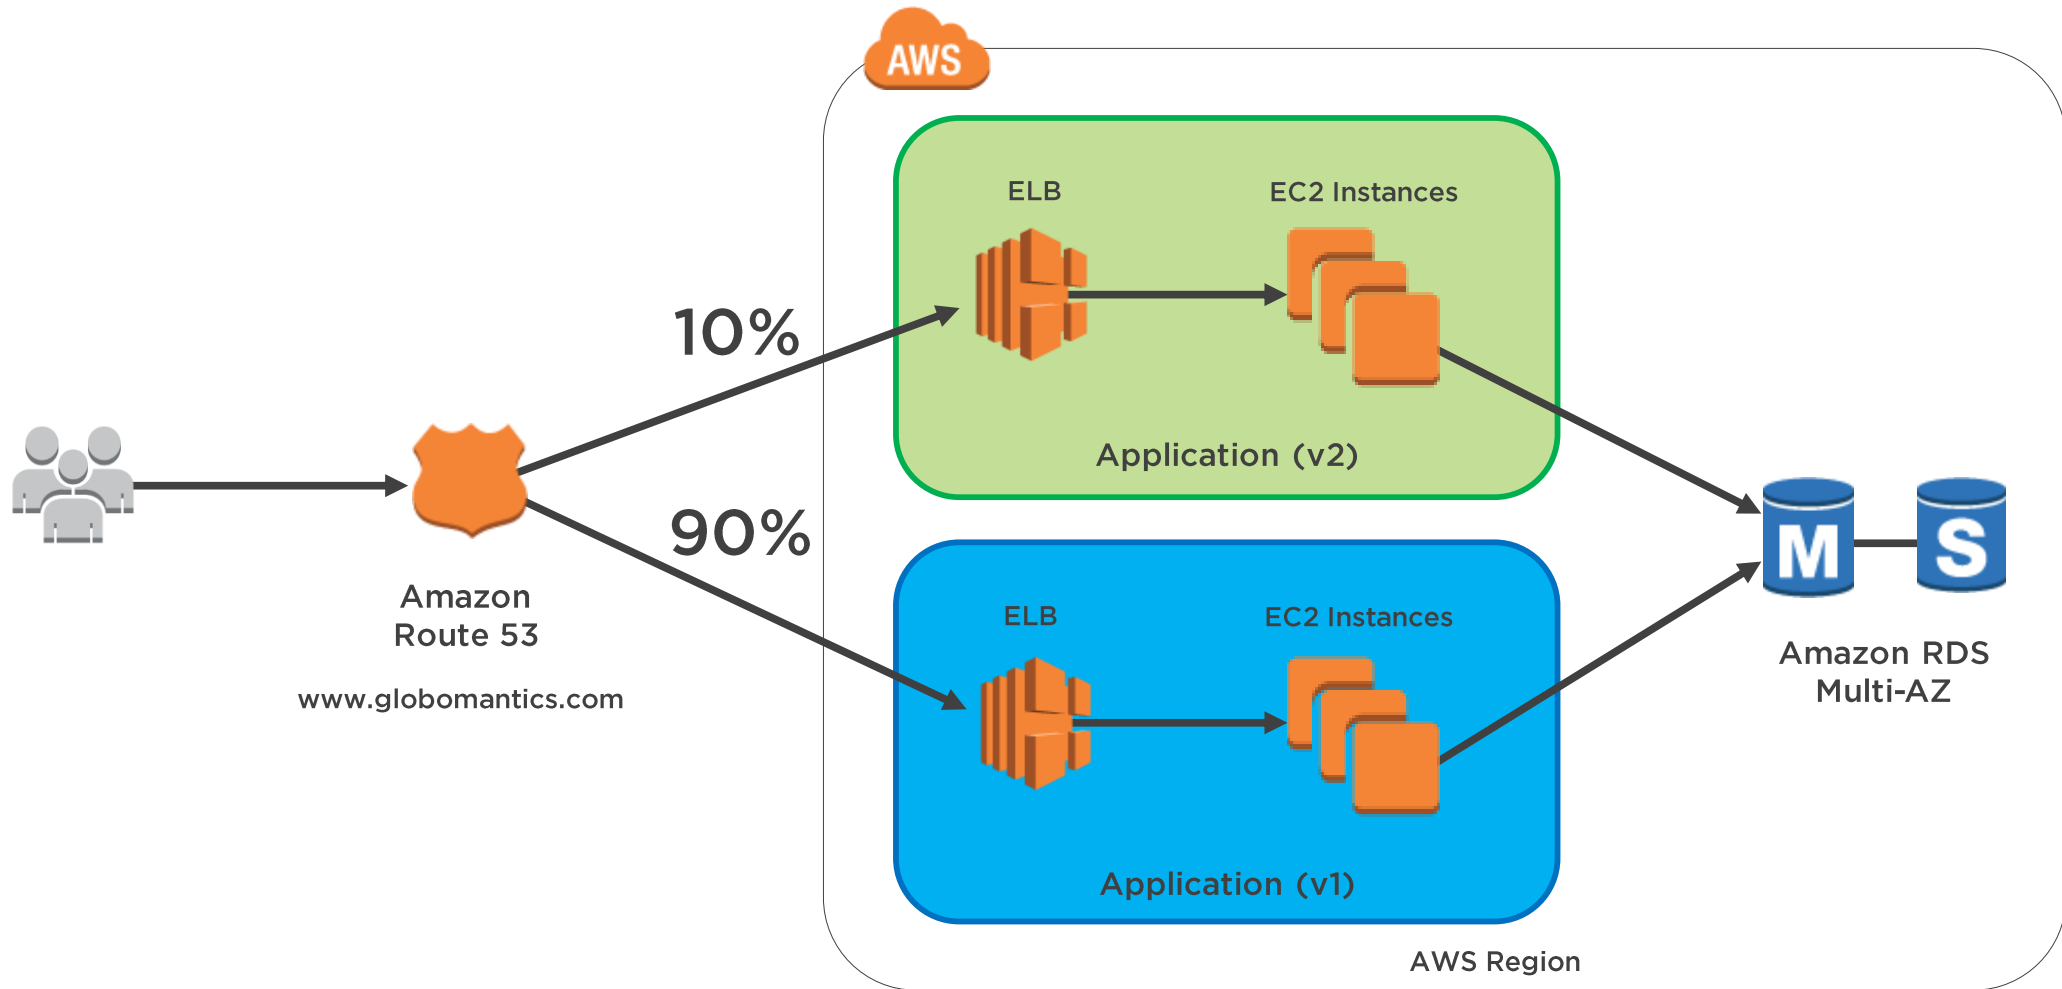 AWS
ELB
EC2 Instances
10%
Application (v2)
90%
M
S
Amazon
Route 53
www.globomantics.com
ELB
EC2 Instances
Amazon RDS
Multi-AZ
Application (v1)
AWS Region